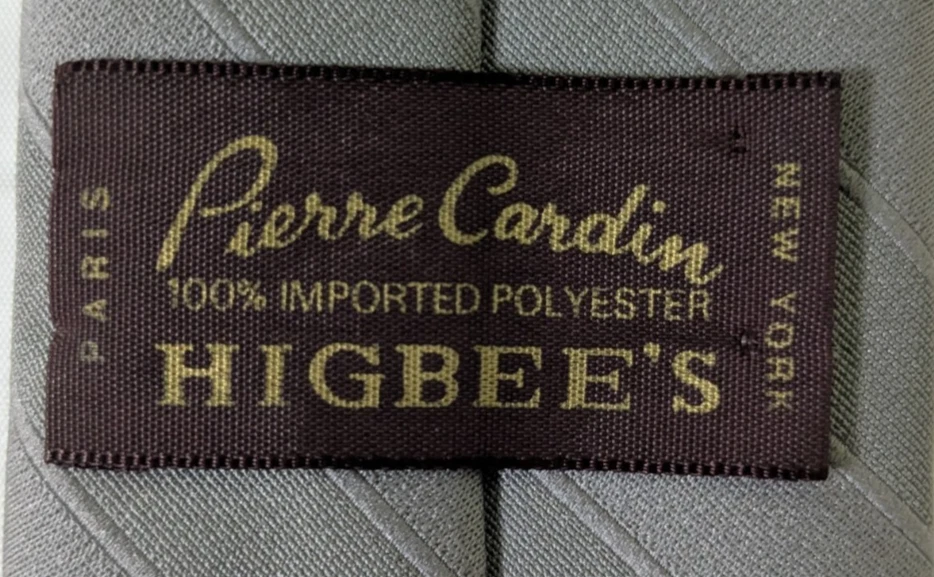 PARIS
Pierre Cardin
100% IMPORTED POLYESTER
HIGBEE'S
NEW YORK